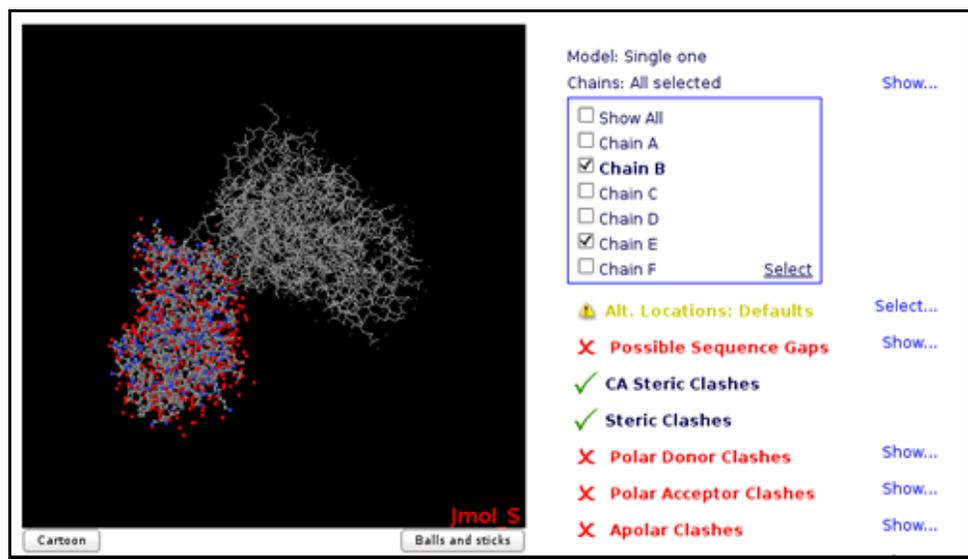 Model: Single one
Chains: All selected Show...
Show All
Chain A
Chain B
Chain C
Chain D
Chain E
Chain F Select
Alt. Locations: Defaults Select...
Possible Sequence Gaps Show...
CA Steric Clashes
Steric Clashes
Polar Donor Clashes Show...
Polar Acceptor Clashes Show...
Apolar Clashes Show...
Jmol_S
Cartoon Balls and sticks